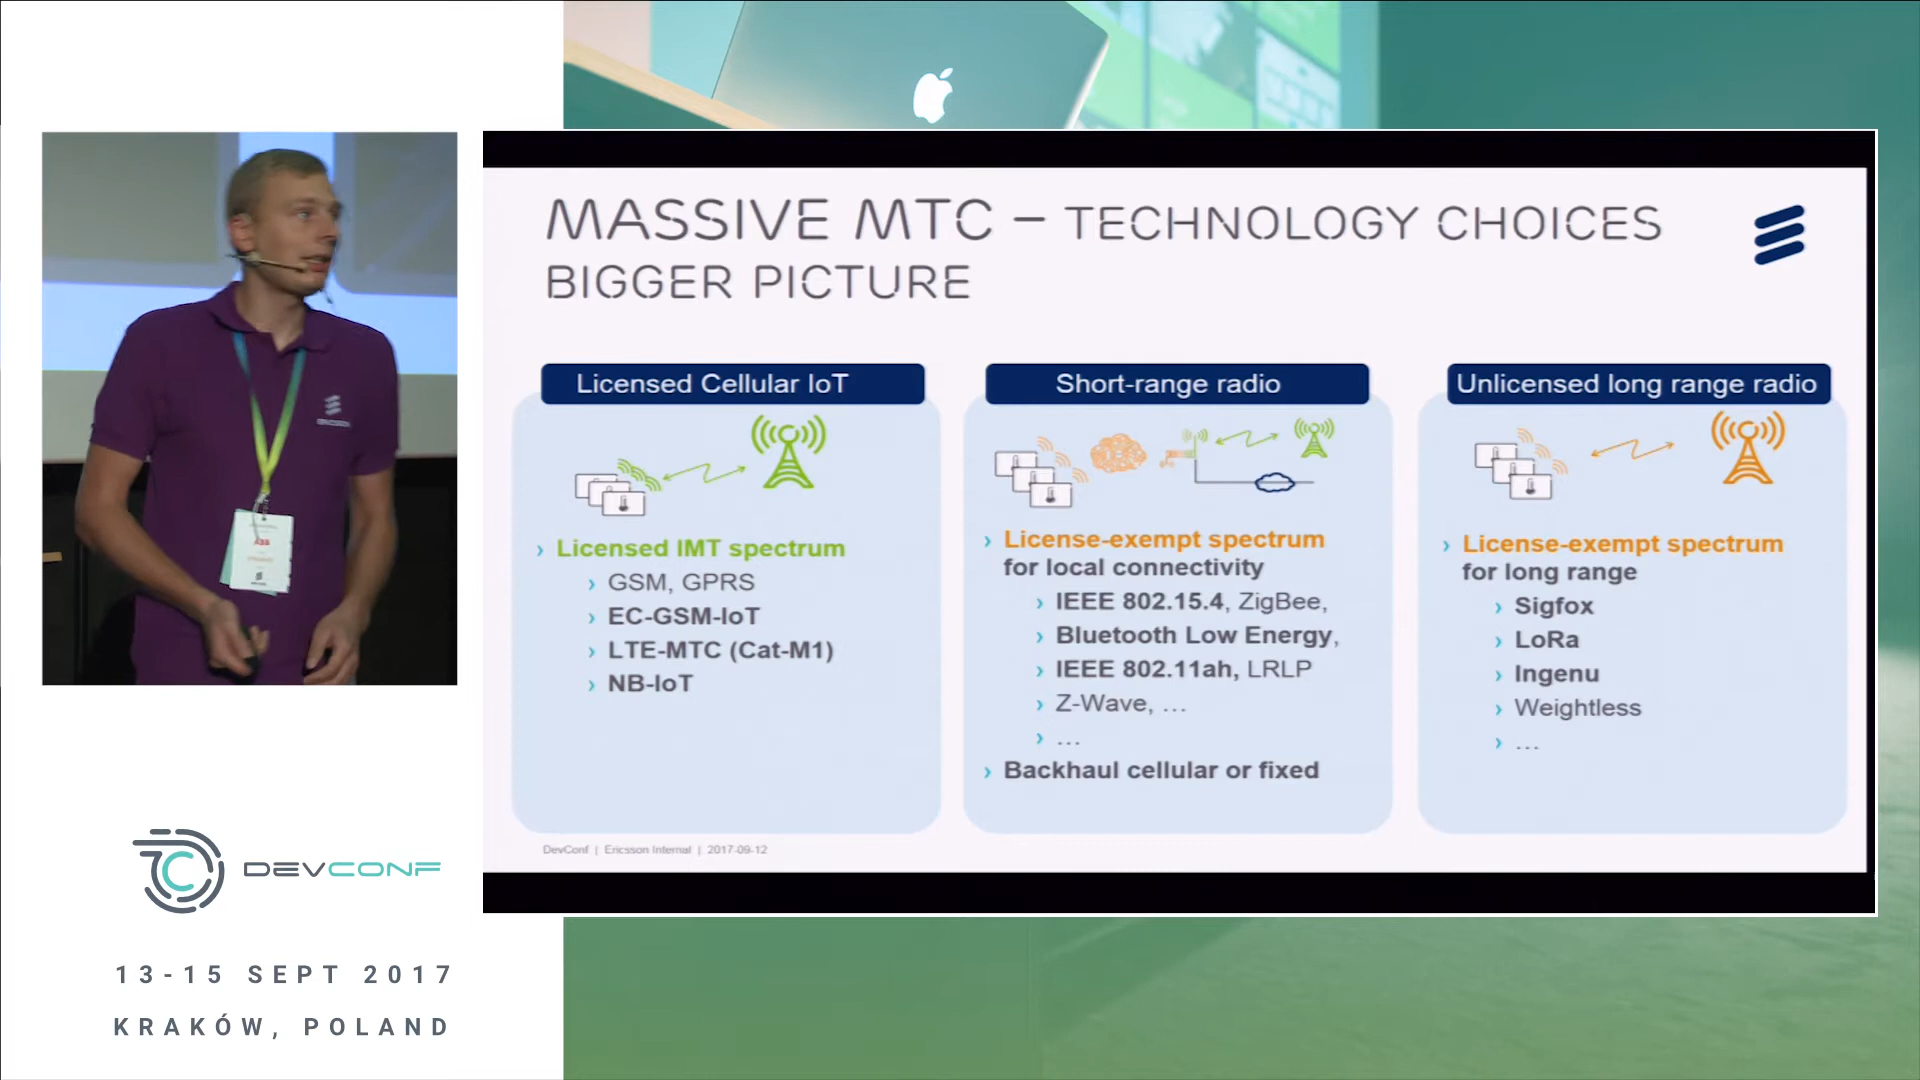 MASSIVE MTC – TECHNOLOGY CHOICES
BIGGER PICTURE
Licensed Cellular IoT
› Licensed IMT spectrum
› GSM, GPRS
› EC-GSM-IoT
› LTE-MTC (Cat-M1)
› NB-IoT
Short-range radio
› License-exempt spectrum
for local connectivity
› IEEE 802.15.4, ZigBee,
› Bluetooth Low Energy,
› IEEE 802.11ah, LRLP
› Z-Wave, …
› …
› Backhaul cellular or fixed
Unlicensed long range radio
› License-exempt spectrum
for long range
› Sigfox
› LoRa
› Ingenu
› Weightless
› …
DevConf | Ericsson Internal | 2017-09-12
ERICSSON
ABB
DEVCONF
13-15 SEPT 2017
KRAKÓW, POLAND